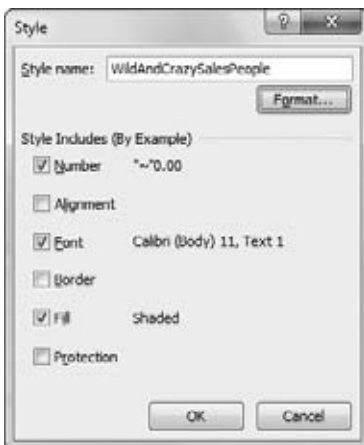 Style
Style name: WildAndCrazySalesPeople
Format...
Style Includes (By Example)
Number "~"0.00
Alignment
Font Calibri (Body) 11, Text 1
Border
Fill Shaded
Protection
OK Cancel